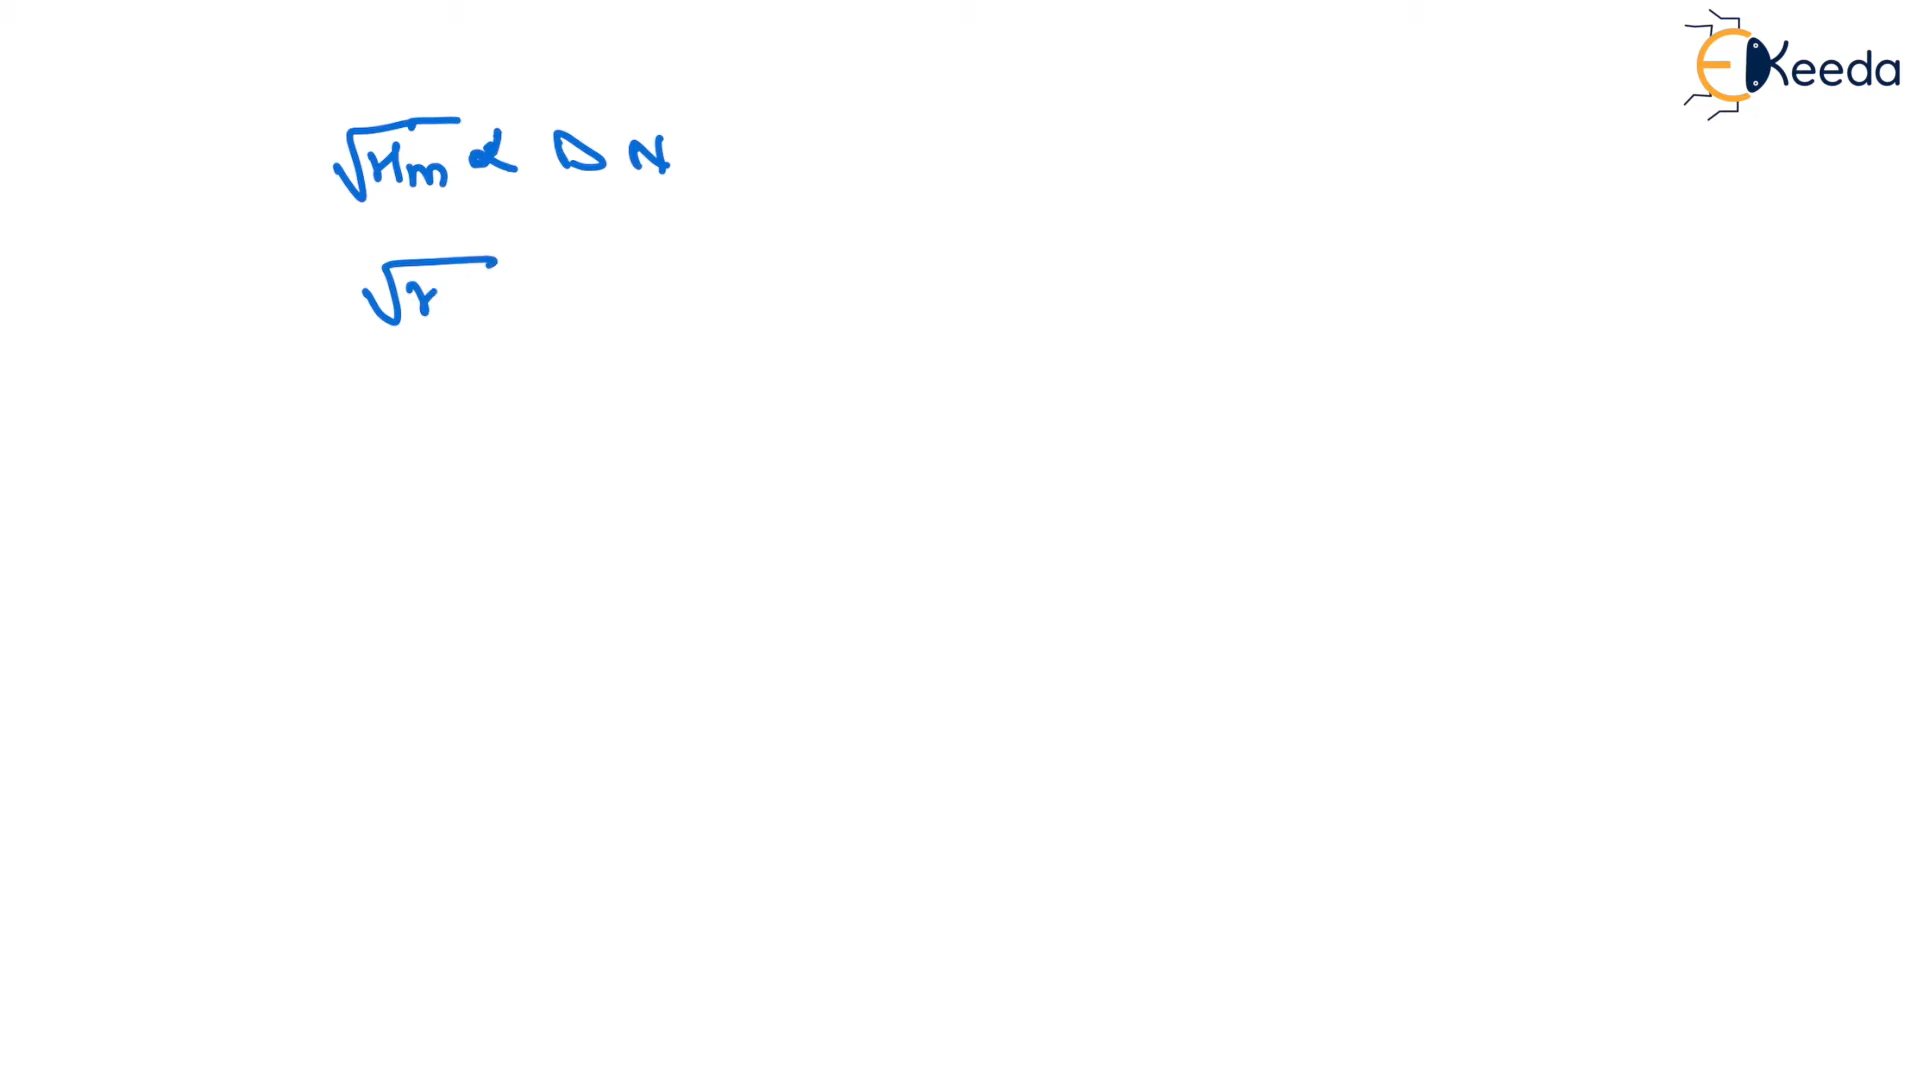 EKeeda
√Hm α D N
√